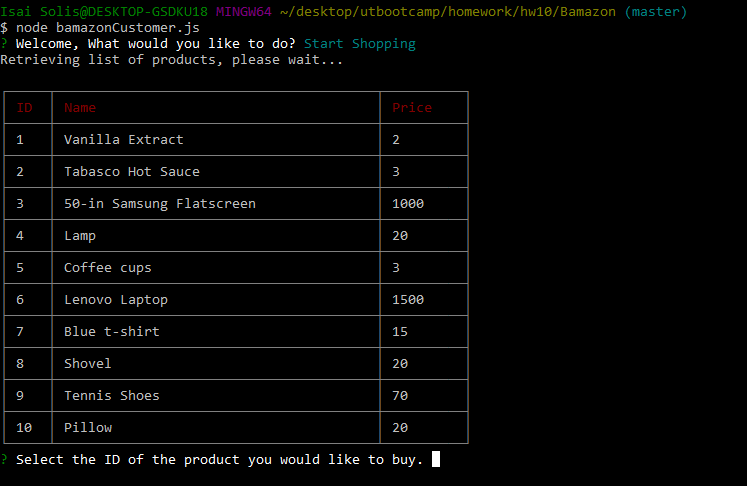 Isai Solis@DESKTOP-GSDKU18 MINGW64 ~/desktop/utbootcamp/homework/hw10/Bamazon (master)
$ node bamazonCustomer.js
? Welcome, What would you like to do? Start Shopping
Retrieving list of products, please wait...
ID Name Price
1 Vanilla Extract 2
2 Tabasco Hot Sauce 3
3 50-in Samsung Flatscreen 1000
4 Lamp 20
5 Coffee cups 3
6 Lenovo Laptop 1500
7 Blue t-shirt 15
8 Shovel 20
9 Tennis Shoes 70
10 Pillow 20
? Select the ID of the product you would like to buy.